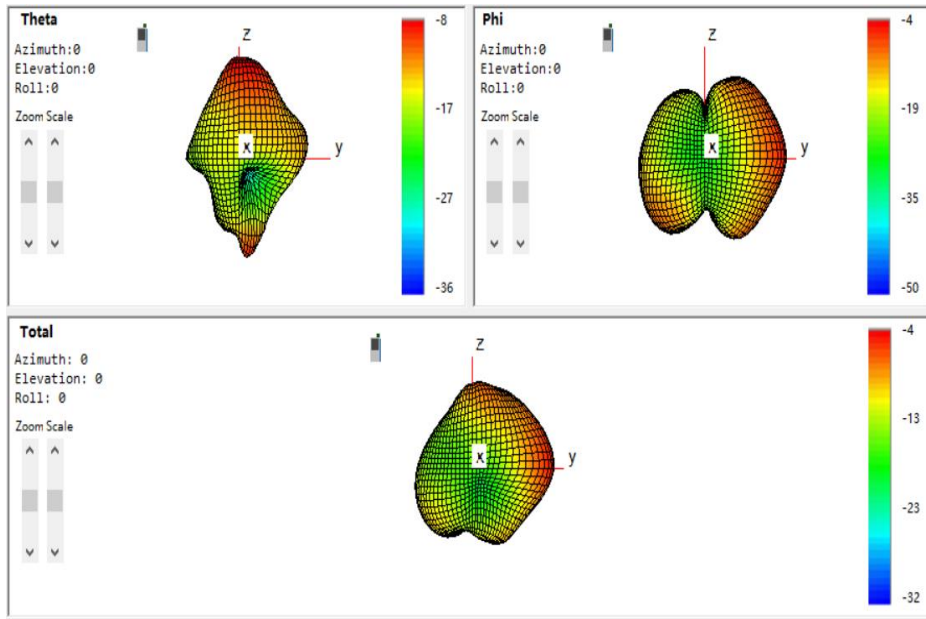 Theta
Azimuth:0
Elevation:0
Roll:0
Zoom Scale
z
x
y
-8
-17
-27
-36
Phi
Azimuth:0
Elevation:0
Roll:0
Zoom Scale
z
x
y
-4
-19
-35
-50
Total
Azimuth: 0
Elevation: 0
Roll: 0
Zoom Scale
z
x
y
-4
-13
-23
-32